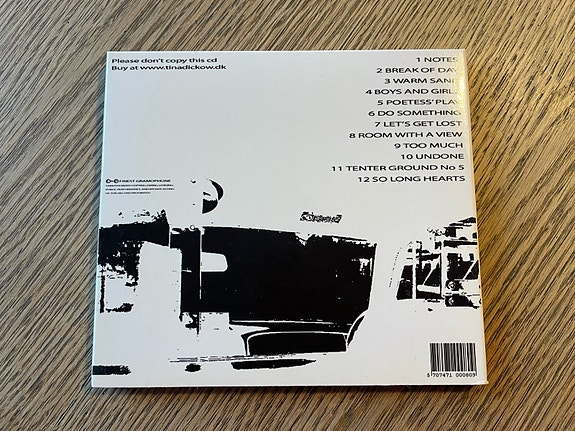 Please don't copy this cd
Buy at www.tinadickow.dk
1 NOTES
2 BREAK OF DAY
3 WARM SAND
4 BOYS AND GIRLS
5 POETESS' PLAY
6 DO SOMETHING
7 LET'S GET LOST
8 ROOM WITH A VIEW
9 TOO MUCH
10 UNDONE
11 TENTER GROUND No 5
12 SO LONG HEARTS
FINEST GRAMOPHONE
5 707471 000809